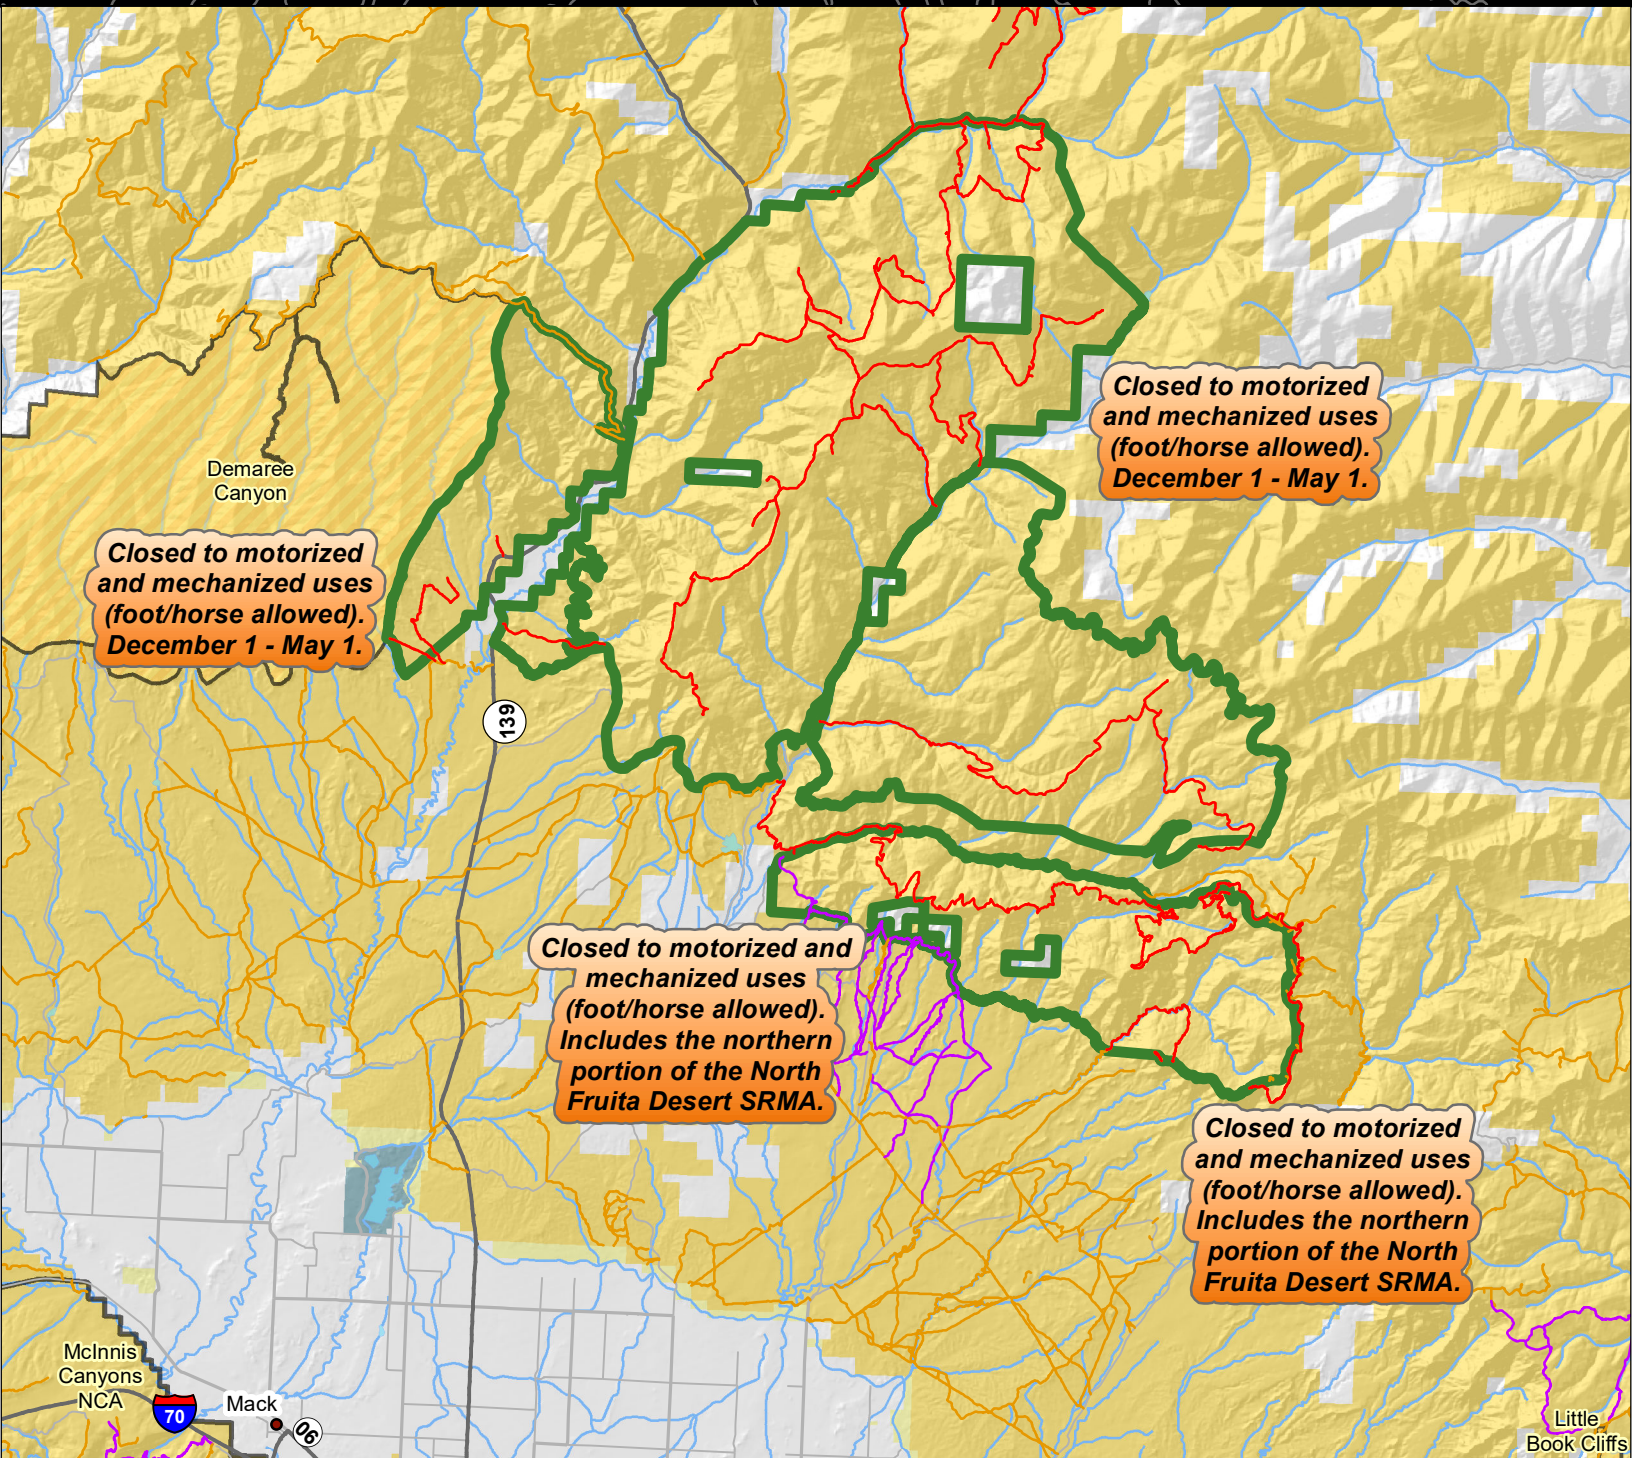 Closed to motorized
and mechanized uses
(foot/horse allowed).
December 1 - May 1.
Demaree
Canyon
Closed to motorized
and mechanized uses
(foot/horse allowed).
December 1 - May 1.
139
Closed to motorized and
mechanized uses
(foot/horse allowed).
Includes the northern
portion of the North
Fruita Desert SRMA.
Closed to motorized
and mechanized uses
(foot/horse allowed).
Includes the northern
portion of the North
Fruita Desert SRMA.
McInnis
Canyons
NCA
70
Mack
06
Little
Book Cliffs